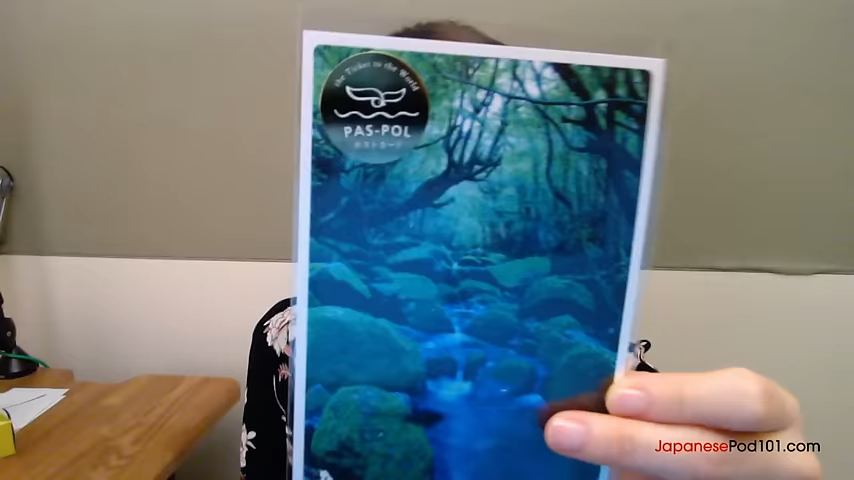 the Ticket to the World
PAS-POL
ポストカード
JapanesePod101.com